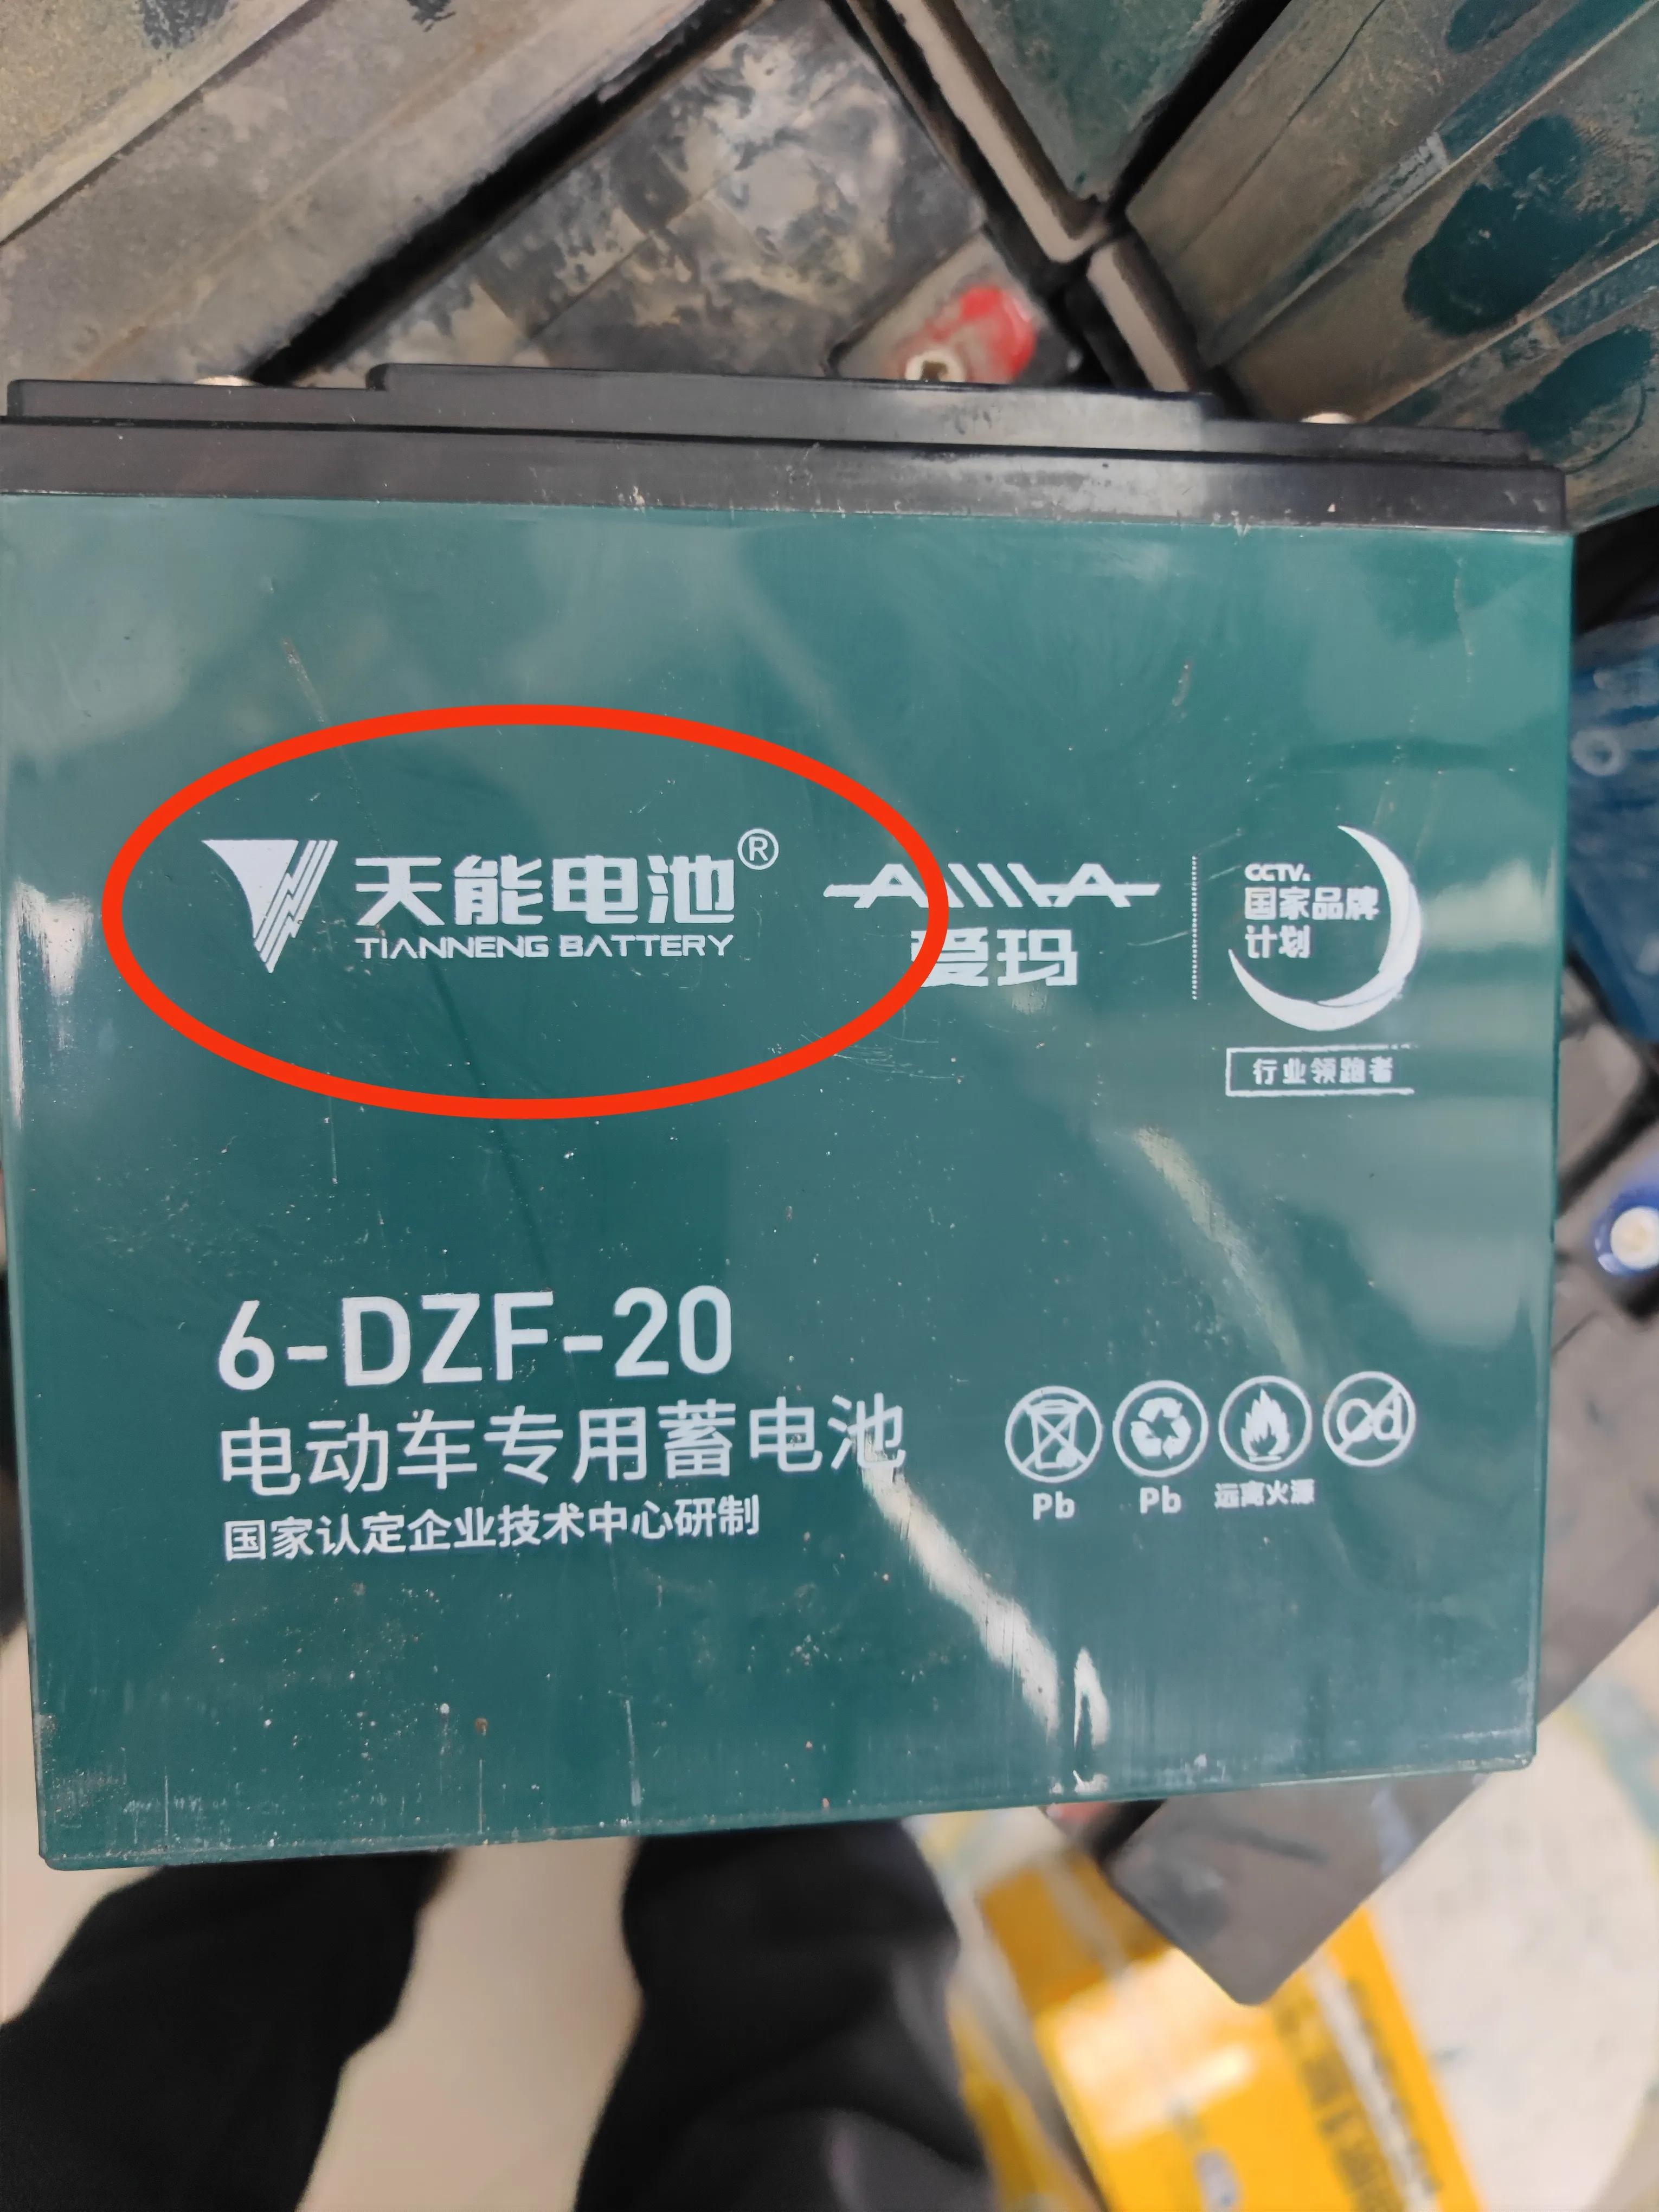 天能电池®
TIANNENG BATTERY
AIMA
爱玛
CCTV.
国家品牌
计划
行业领跑者
6-DZF-20
电动车专用蓄电池
国家认定企业技术中心研制
Pb
Pb
远离火源
Cd